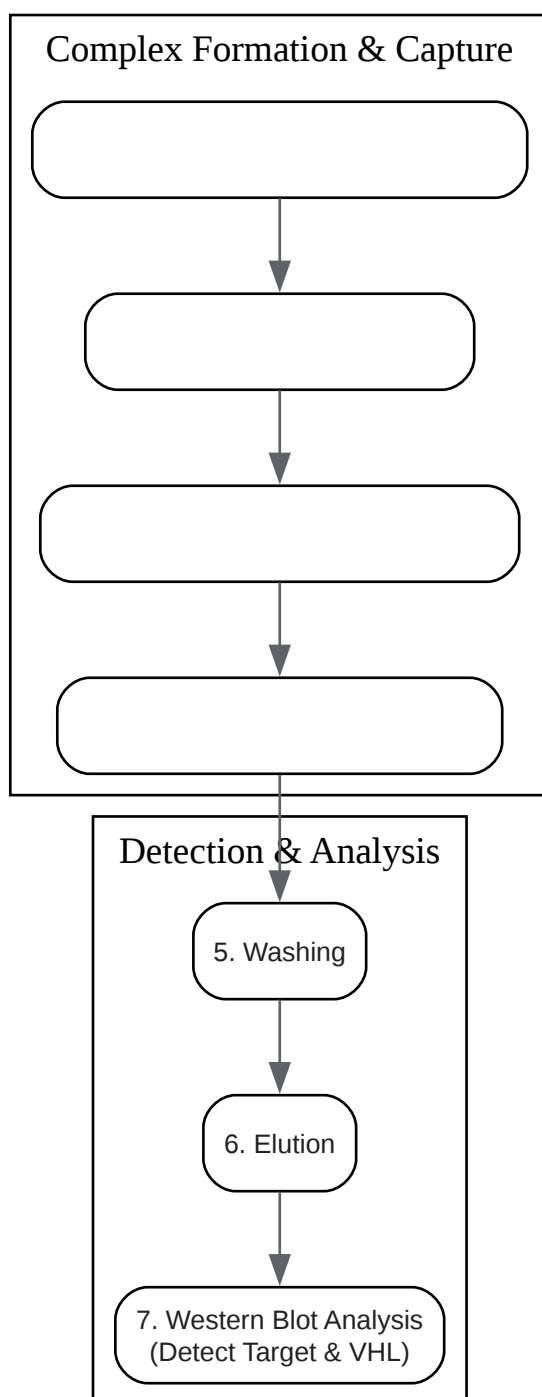 Complex Formation & Capture
Detection & Analysis
5. Washing
6. Elution
7. Western Blot Analysis
(Detect Target & VHL)